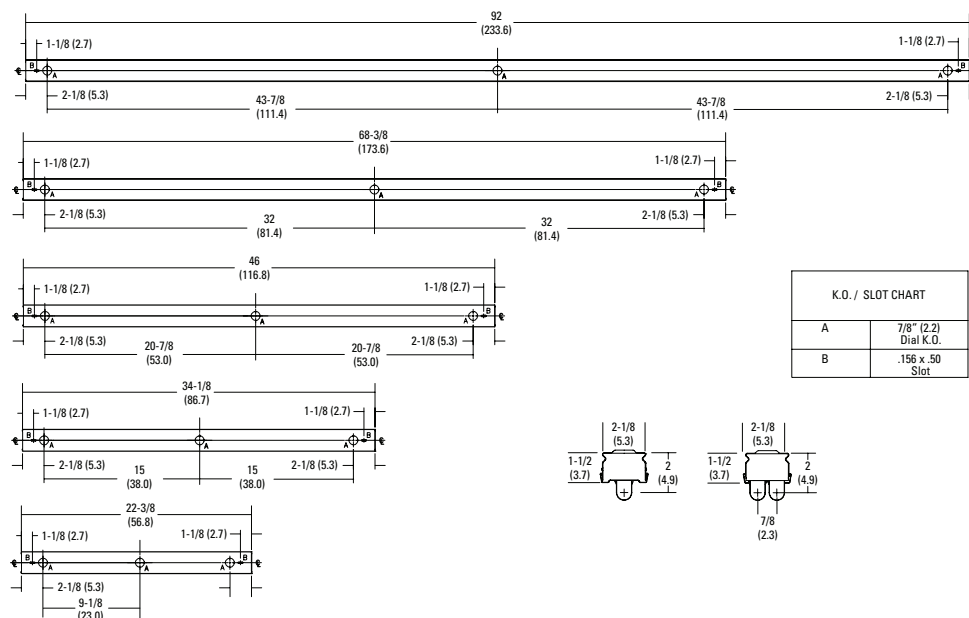 92
(233.6)
1-1/8 (2.7)
1-1/8 (2.7)
B
A
A
A
B
2-1/8 (5.3)
43-7/8
(111.4)
43-7/8
(111.4)
2-1/8 (5.3)
68-3/8
(173.6)
1-1/8 (2.7)
1-1/8 (2.7)
B
A
A
A
B
2-1/8 (5.3)
32
(81.4)
32
(81.4)
2-1/8 (5.3)
46
(116.8)
1-1/8 (2.7)
1-1/8 (2.7)
B
A
A
A
B
2-1/8 (5.3)
20-7/8
(53.0)
20-7/8
(53.0)
2-1/8 (5.3)
K.O. / SLOT CHART
A 7/8" (2.2)
Dial K.O.
B .156 x .50
Slot
34-1/8
(86.7)
1-1/8 (2.7)
1-1/8 (2.7)
B
A
A
A
B
2-1/8 (5.3)
15
(38.0)
15
(38.0)
2-1/8 (5.3)
2-1/8
(5.3)
1-1/2
(3.7)
2
(4.9)
2-1/8
(5.3)
1-1/2
(3.7)
2
(4.9)
7/8
(2.3)
22-3/8
(56.8)
1-1/8 (2.7)
1-1/8 (2.7)
B
A
A
A
B
2-1/8 (5.3)
9-1/8
(23.0)